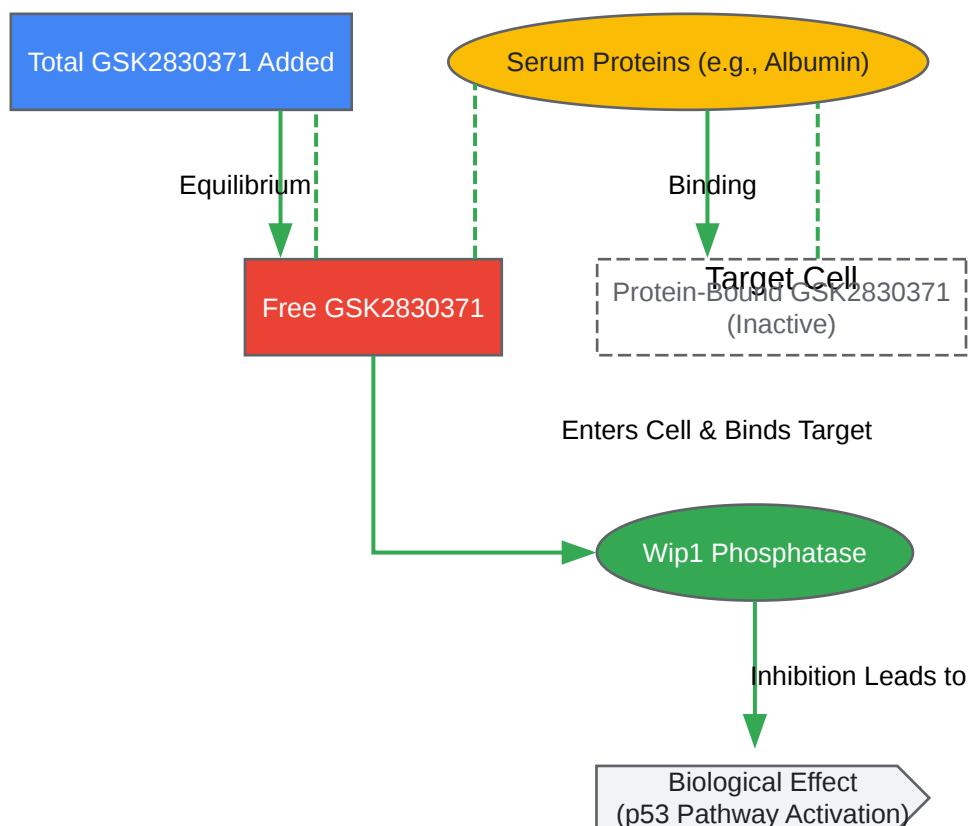 Total GSK2830371 Added
Serum Proteins (e.g., Albumin)
Equilibrium
Binding
Target Cell
Free GSK2830371
Protein-Bound GSK2830371
(Inactive)
Enters Cell & Binds Target
Wip1 Phosphatase
Inhibition Leads to
Biological Effect
(p53 Pathway Activation)